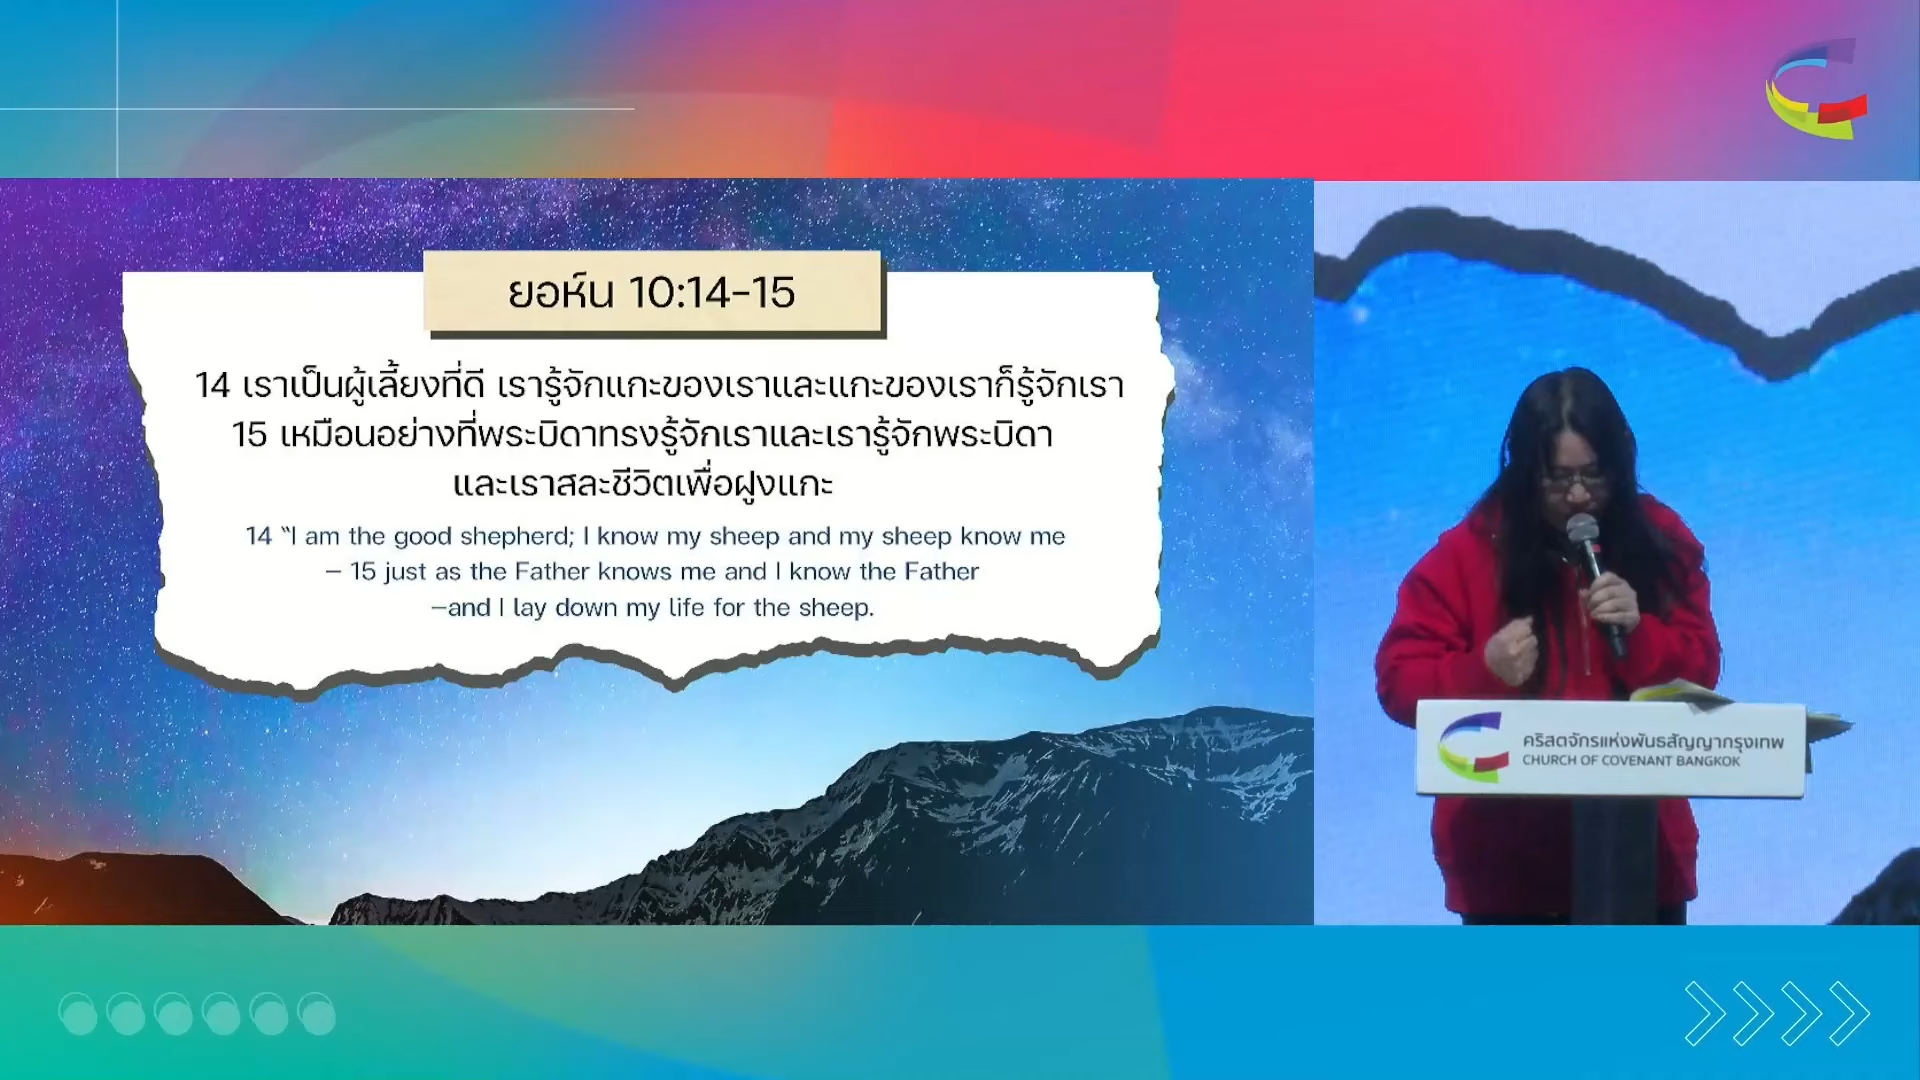 ยอห์น 10:14-15
14 เราเป็นผู้เลี้ยงที่ดี เรารู้จักแกะของเราและแกะของเราก็รู้จักเรา
15 เหมือนอย่างที่พระบิดาทรงรู้จักเราและเรารู้จักพระบิดา
และเราสละชีวิตเพื่อฝูงแกะ
14 “I am the good shepherd; I know my sheep and my sheep know me
– 15 just as the Father knows me and I know the Father
–and I lay down my life for the sheep.
คริสตจักรแห่งพันธสัญญากรุงเทพ
CHURCH OF COVENANT BANGKOK